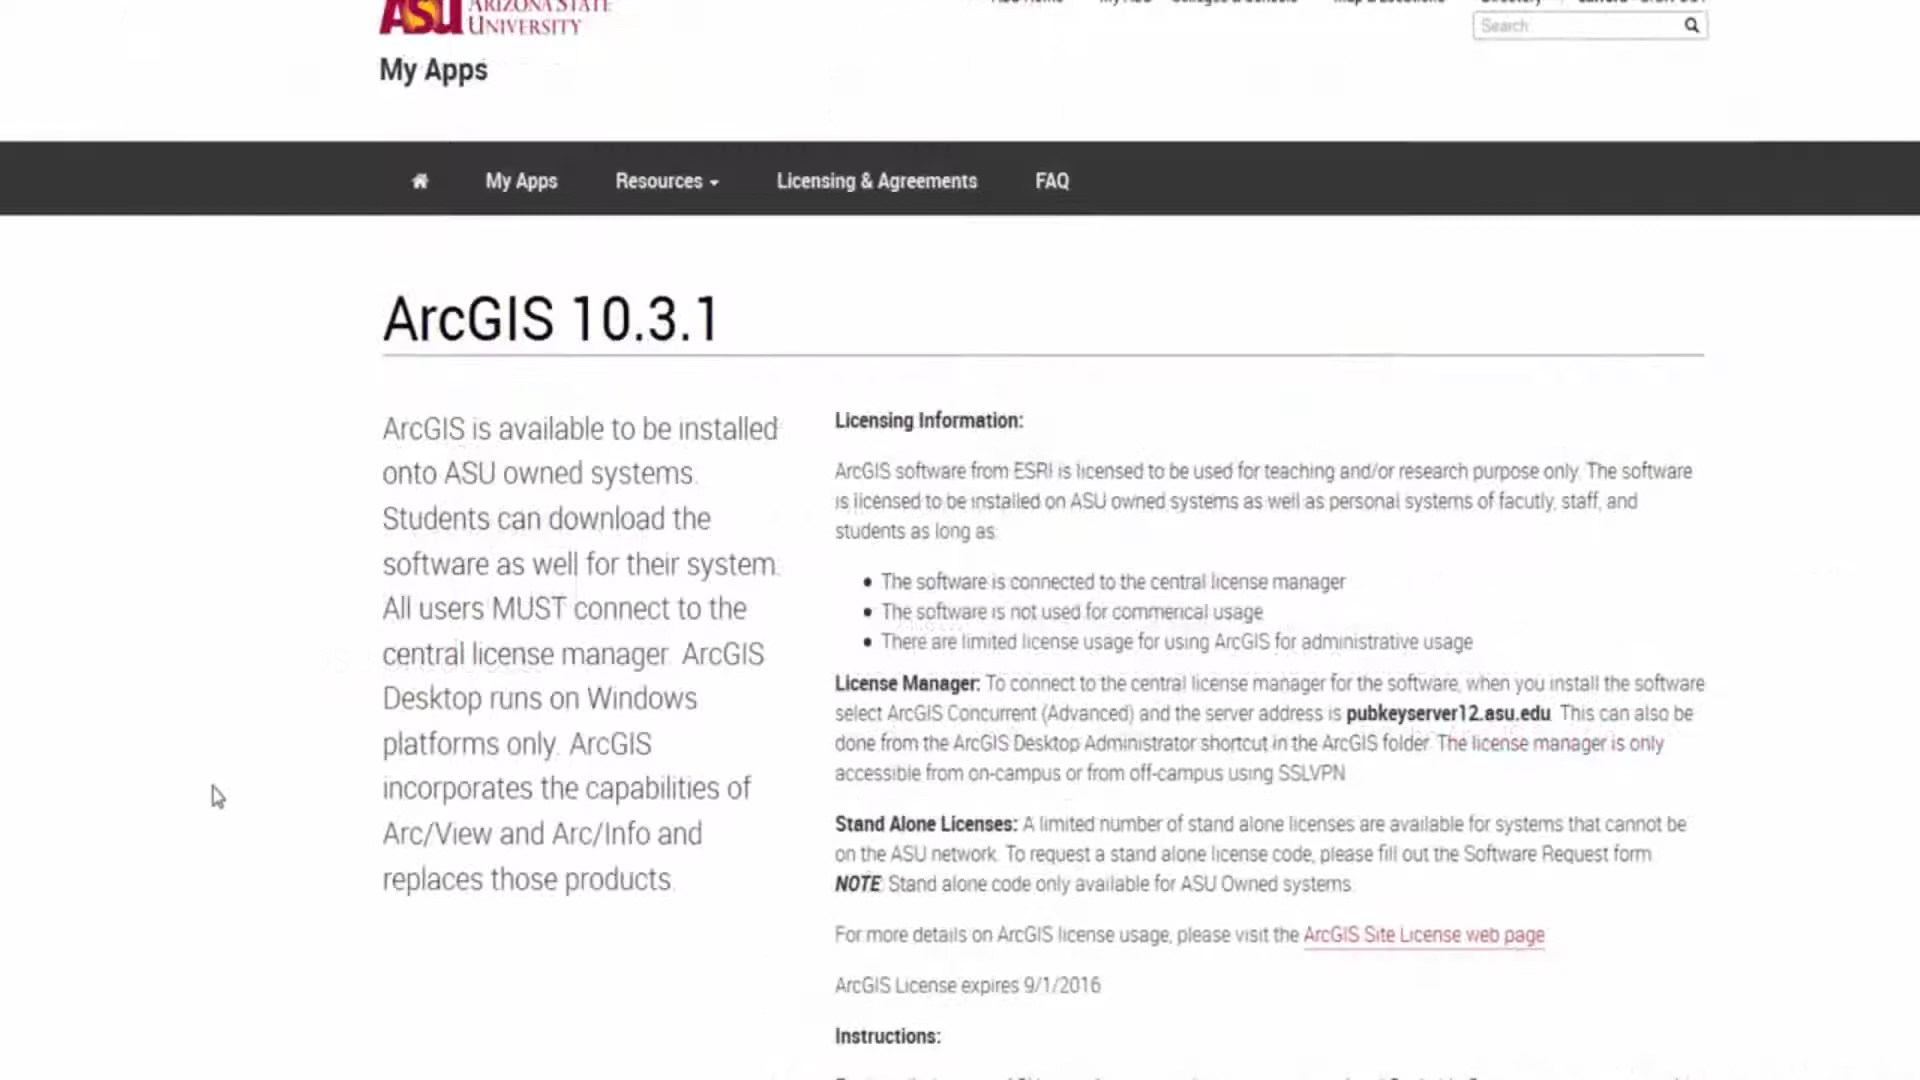 ASU ARIZONA STATE
UNIVERSITY
Search
My Apps
My Apps
Resources
Licensing & Agreements
FAQ
ArcGIS 10.3.1
ArcGIS is available to be installed
onto ASU owned systems.
Students can download the
software as well for their system.
All users MUST connect to the
central license manager. ArcGIS
Desktop runs on Windows
platforms only. ArcGIS
incorporates the capabilities of
Arc/View and Arc/Info and
replaces those products.
Licensing Information:
ArcGIS software from ESRI is licensed to be used for teaching and/or research purpose only. The software
is licensed to be installed on ASU owned systems as well as personal systems of facutly, staff, and
students as long as:
• The software is connected to the central license manager
• The software is not used for commerical usage
• There are limited license usage for using ArcGIS for administrative usage
License Manager: To connect to the central license manager for the software, when you install the software
select ArcGIS Concurrent (Advanced) and the server address is pubkeyserver12.asu.edu. This can also be
done from the ArcGIS Desktop Administrator shortcut in the ArcGIS folder. The license manager is only
accessible from on-campus or from off-campus using SSLVPN
Stand Alone Licenses: A limited number of stand alone licenses are available for systems that cannot be
on the ASU network. To request a stand alone license code, please fill out the Software Request form.
NOTE: Stand alone code only available for ASU Owned systems.
For more details on ArcGIS license usage, please visit the ArcGIS Site License web page
ArcGIS License expires 9/1/2016
Instructions: